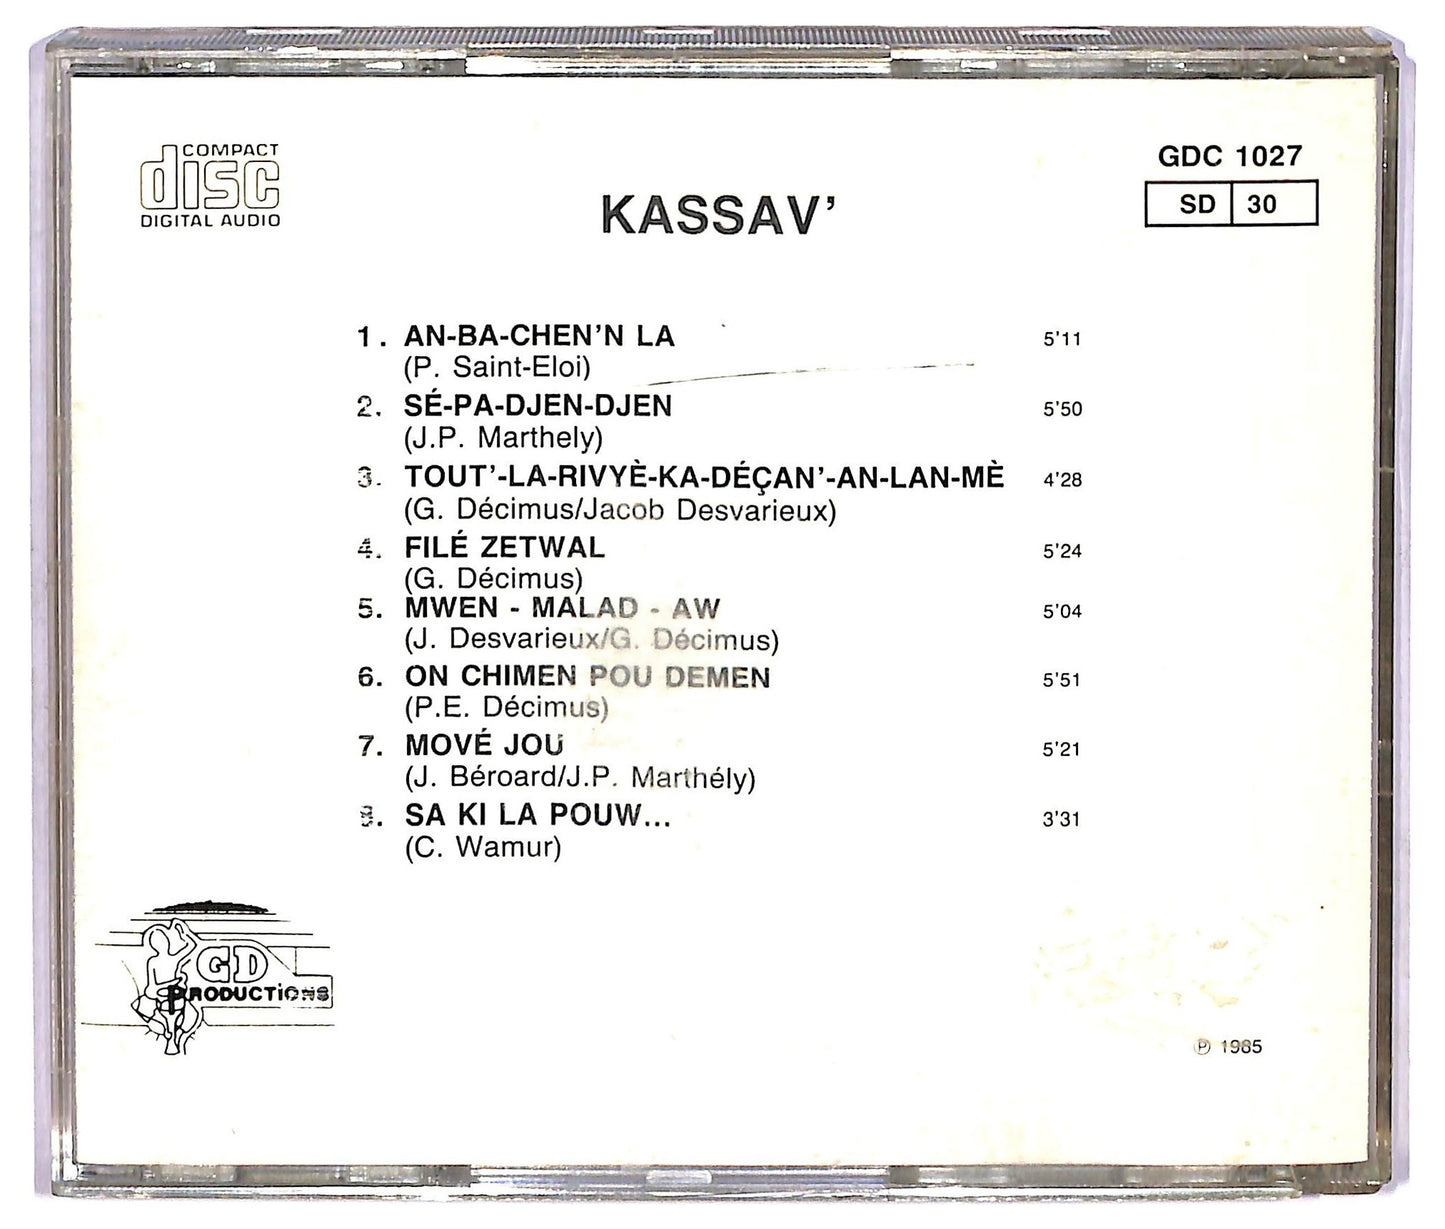 COMPACT
disc
DIGITAL AUDIO
GDC 1027
SD 30
KASSAV’
1. AN-BA-CHEN’N LA 5’11
(P. Saint-Eloi)
2. SÉ-PA-DJEN-DJEN 5’50
(J.P. Marthely)
3. TOUT’-LA-RIVYÈ-KA-DÉÇAN’-AN-LAN-MÈ 4’28
(G. Décimus/Jacob Desvarieux)
4. FILÉ ZETWAL 5’24
(G. Décimus)
5. MWEN - MALAD - AW 5’04
(J. Desvarieux/G. Décimus)
6. ON CHIMEN POU DEMEN 5’51
(P.E. Décimus)
7. MOVÉ JOU 5’21
(J. Béroard/J.P. Marthély)
8. SA KI LA POUW... 3’31
(C. Wamur)
GD
PRODUCTiONS
℗ 1985